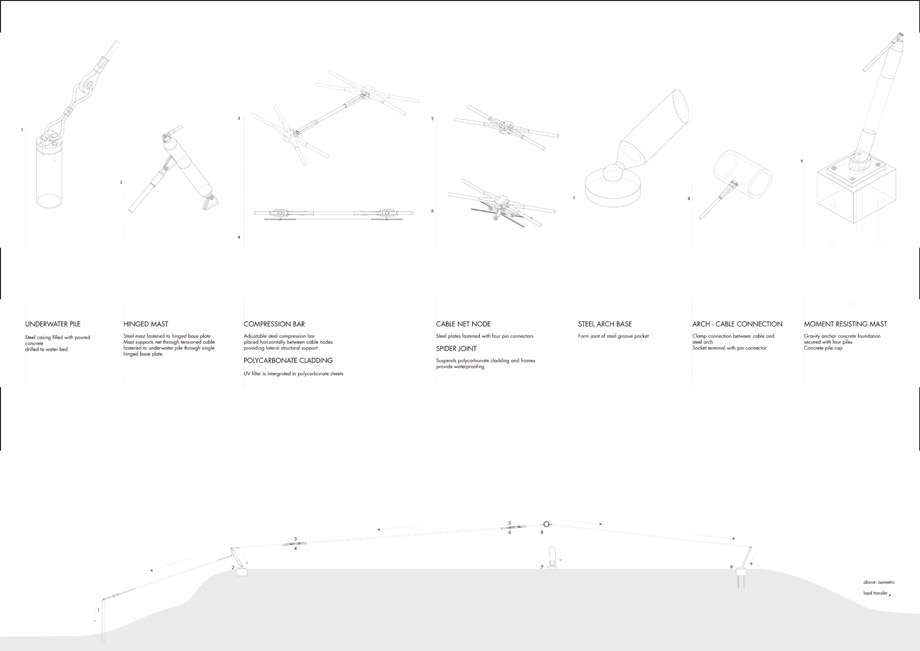 1
2
3
4
5
6
7
8
9
UNDERWATER PILE
Steel casing filled with poured
concrete
drilled to water bed
HINGED MAST
Steel mast fastened to hinged base plate
Mast supports net through tensioned cable
fastened to underwater pile through single
hinged base plate
COMPRESSION BAR
Adjustable steel compression bar
placed horizontally between cable nodes
providing lateral structural support
POLYCARBONATE CLADDING
UV filter is intergrated in polycarbonate sheets
CABLE NET NODE
Steel plates fastened with four pin connectors
SPIDER JOINT
Suspends polycarbonate cladding and frames
provide waterproofing
STEEL ARCH BASE
Form joint of steel groove pocket
ARCH - CABLE CONNECTION
Clamp connection between cable and
steel arch
Socket terminal with pin connector
MOMENT RESISTING MAST
Gravity anchor concrete foundation
secured with four piles
Concrete pile cap
1
2
3
4
5
6
8
7
9
above: isometric
load transfer